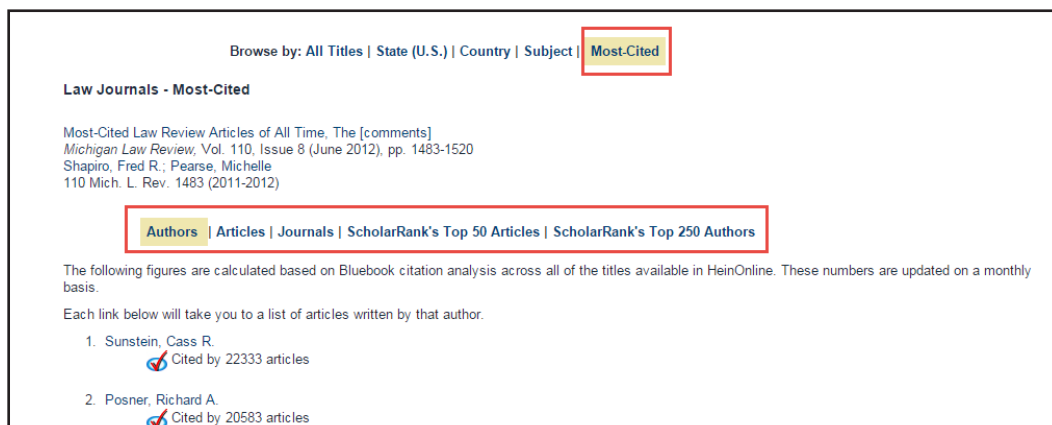 Browse by: All Titles | State (U.S.) | Country | Subject | Most-Cited
Law Journals - Most-Cited
Most-Cited Law Review Articles of All Time, The [comments]
Michigan Law Review, Vol. 110, Issue 8 (June 2012), pp. 1483-1520
Shapiro, Fred R.; Pearse, Michelle
110 Mich. L. Rev. 1483 (2011-2012)
Authors | Articles | Journals | ScholarRank's Top 50 Articles | ScholarRank's Top 250 Authors
The following figures are calculated based on Bluebook citation analysis across all of the titles available in HeinOnline. These numbers are updated on a monthly
basis.
Each link below will take you to a list of articles written by that author.
1. Sunstein, Cass R.
Cited by 22333 articles
2. Posner, Richard A.
Cited by 20583 articles